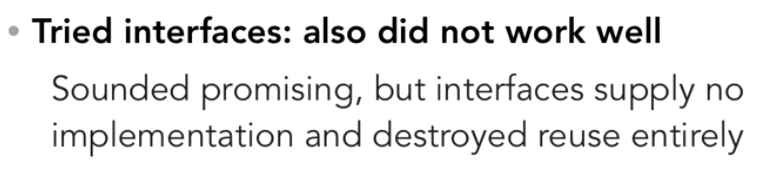 • Tried interfaces: also did not work well
Sounded promising, but interfaces supply no
implementation and destroyed reuse entirely